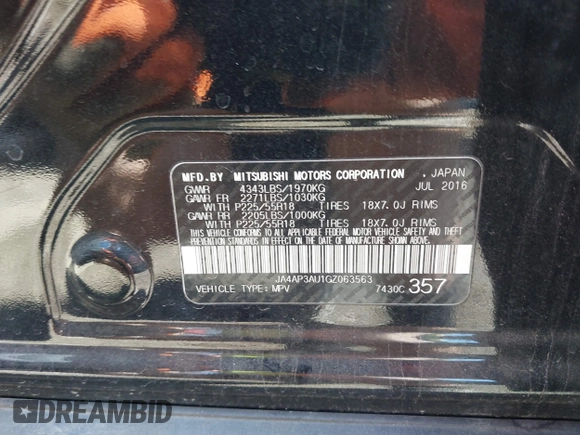 MFD. BY MITSUBISHI MOTORS CORPORATION , JAPAN
GVWR 4343LBS/1970KG JUL 2016
GAWR FR 2271LBS/1030KG
WITH P225/55R18 TIRES 18X7.0J RIMS
GAWR RR 2205LBS/1000KG
WITH P225/55R18 TIRES 18X7.0J RIMS
THIS VEHICLE CONFORMS TO ALL APPLICABLE FEDERAL MOTOR VEHICLE SAFETY AND
THEFT PREVENTION STANDARDS IN EFFECT ON THE DATE OF MANUFACTURE SHOWN ABOVE.
JA4AP3AU1GZ063563
VEHICLE TYPE: MPV 7430C 357
DREAMBID